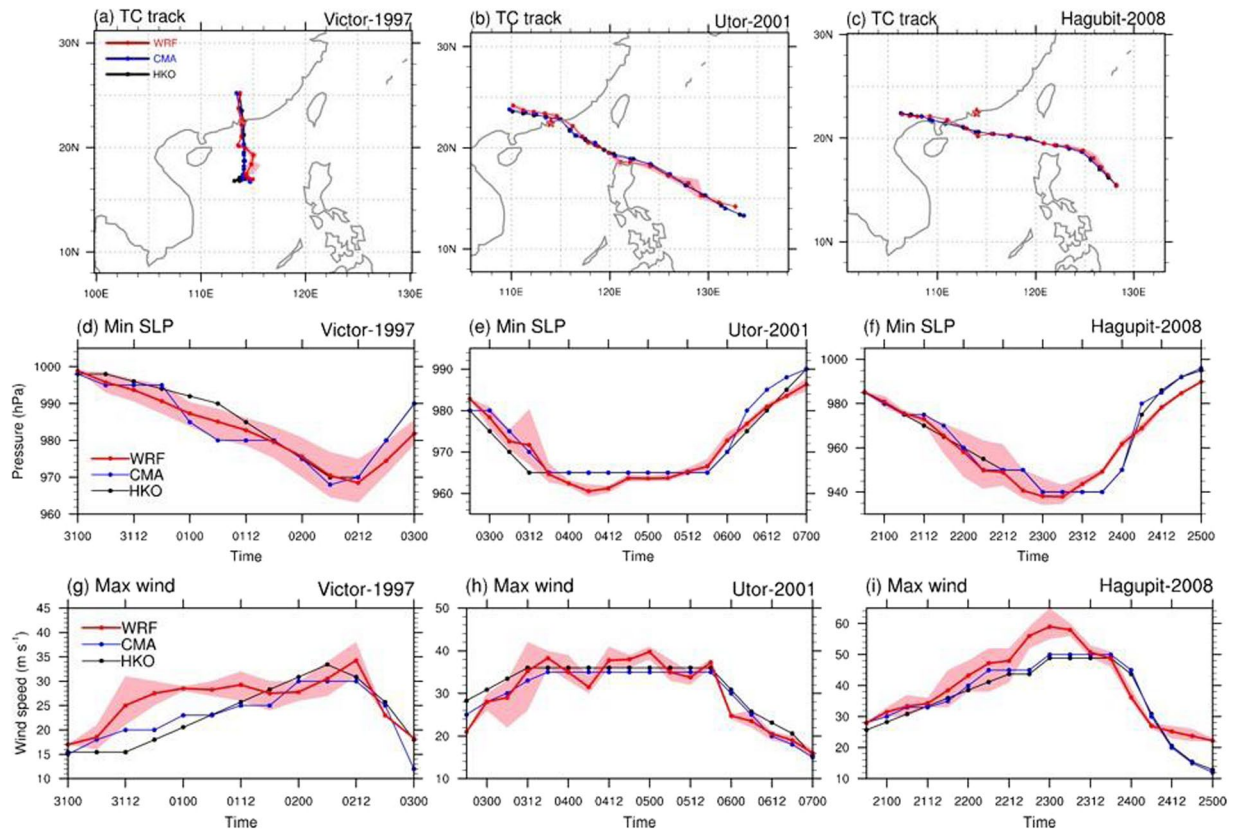 (a) TC track Victor-1997
(b) TC track Utor-2001
(c) TC track Hagubit-2008
30N
WRF
CMA
HKO
20N
10N
100E 110E 120E 130E
30N
20N
10N
110E 120E 130E
30N
20N
10N
110E 120E 130E
(d) Min SLP Victor-1997
Pressure (hPa)
1000
990
980
970
960
WRF
CMA
HKO
3100 3112 0100 0112 0200 0212 0300
Time
(e) Min SLP Utor-2001
990
980
970
960
0300 0312 0400 0412 0500 0512 0600 0612 0700
Time
(f) Min SLP Hagupit-2008
1000
980
960
940
2100 2112 2200 2212 2300 2312 2400 2412 2500
Time
(g) Max wind Victor-1997
Wind speed (m s⁻¹)
45
40
35
30
25
20
15
10
WRF
CMA
HKO
3100 3112 0100 0112 0200 0212 0300
Time
(h) Max wind Utor-2001
50
40
30
20
10
0300 0312 0400 0412 0500 0512 0600 0612 0700
Time
(i) Max wind Hagupit-2008
60
50
40
30
20
10
2100 2112 2200 2212 2300 2312 2400 2412 2500
Time